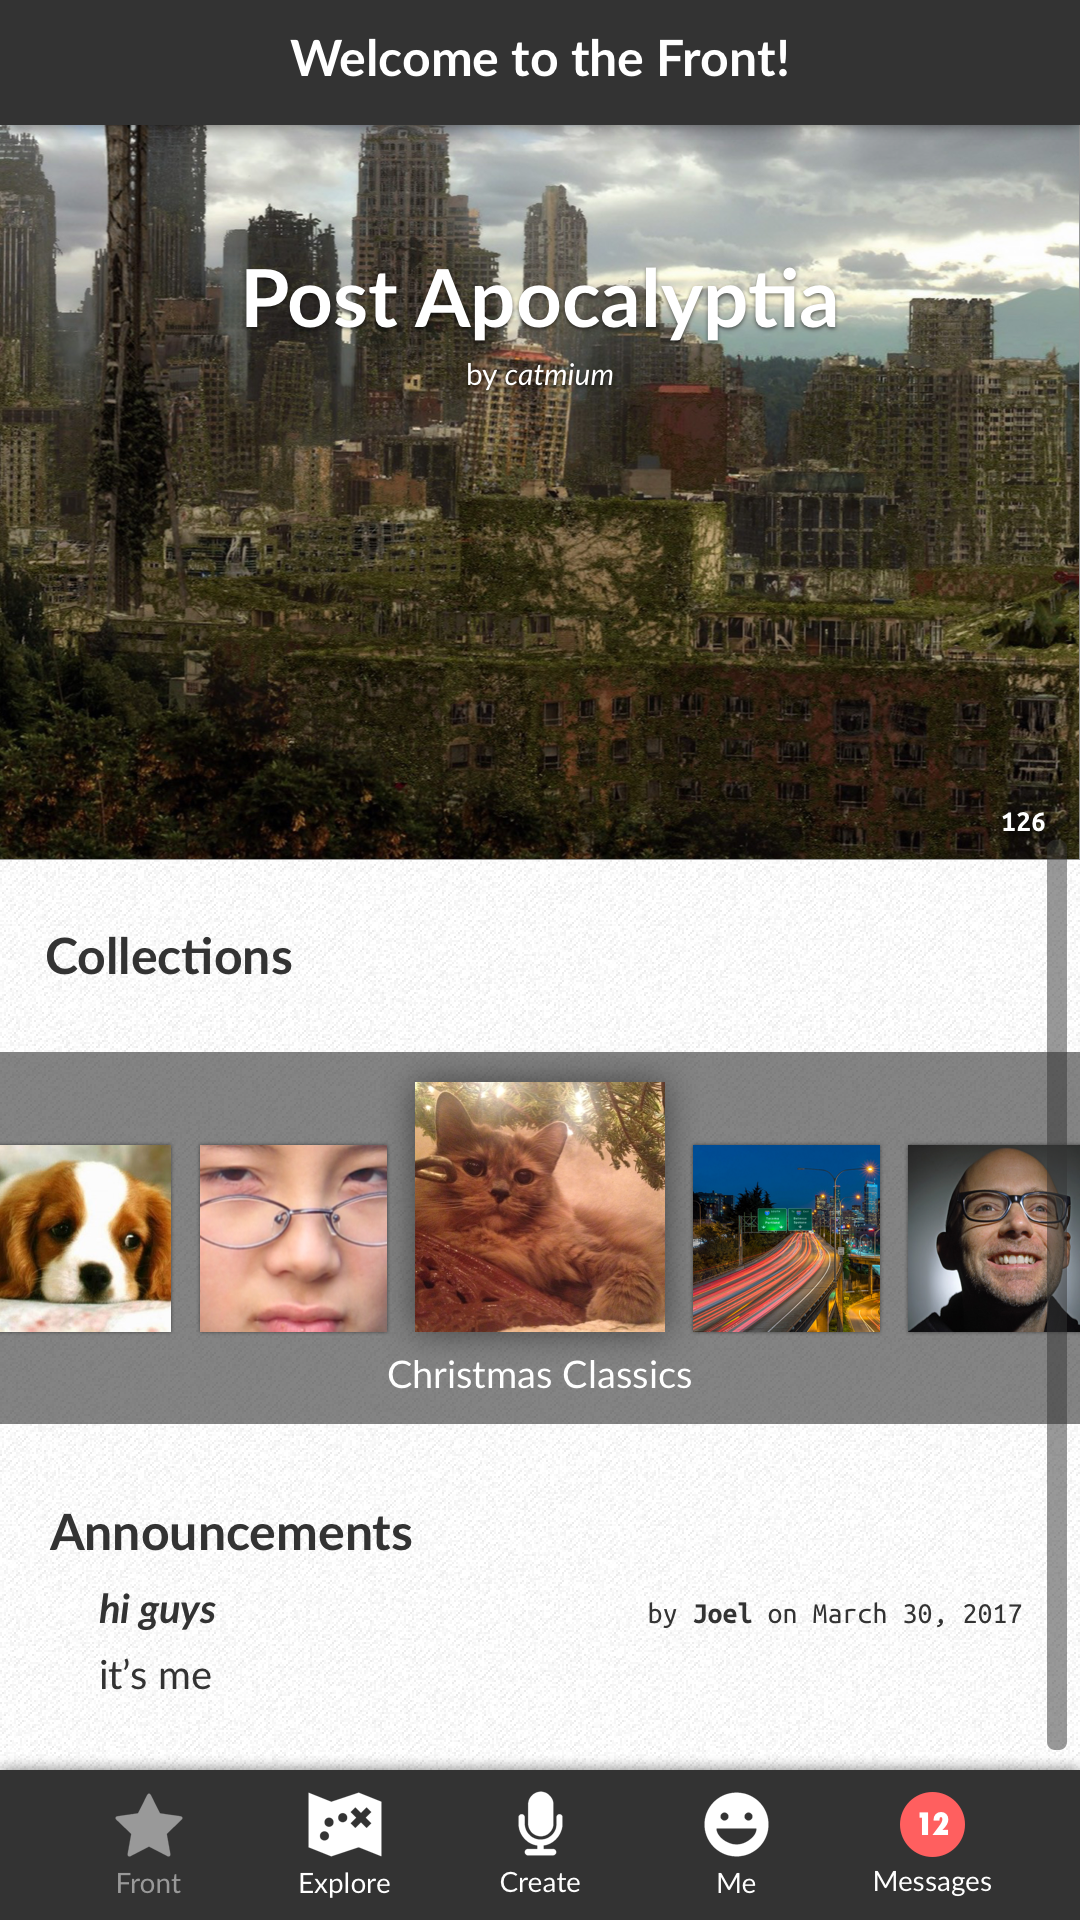 Welcome to the Front!
Post Apocalyptia
by catmium
126
Collections
Christmas Classics
Announcements
hi guys
by Joel on March 30, 2017
it’s me
Front
Explore
Create
Me
12
Messages